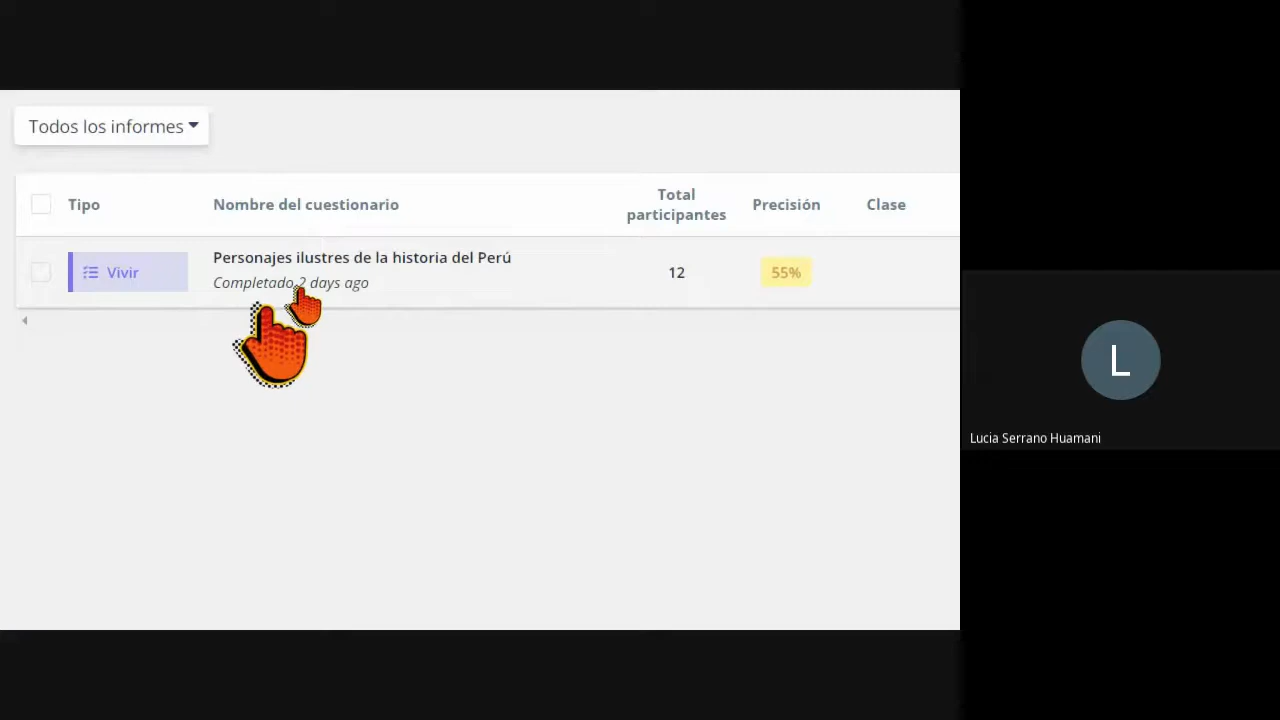 Todos los informes
Tipo
Nombre del cuestionario
Total
participantes
Precisión
Clase
Vivir
Personajes ilustres de la historia del Perú
Completado 2 days ago
12
55%
L
Lucia Serrano Huamani